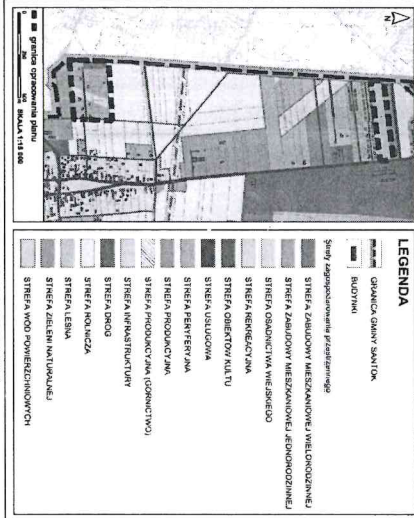 LEGENDA
GRANICA GMINY SANTOK
BUDYNKI
Strefy zagospodarowania przestrzennego
STREFA ZABUDOWY MIESZKANIOWEJ WIELORODZINNEJ
STREFA ZABUDOWY MIESZKANIOWEJ JEDNORODZINNEJ
STREFA OSADNICTWA WIEJSKIEGO
STREFA REKREACYJNA
STREFA OBIEKTÓW KULTU
STREFA USŁUGOWA
STREFA PERYFERYJNA
STREFA PRODUKCYJNA
STREFA PRODUKCYJNA (GÓRNICTWO)
STREFA INFRASTRUKTURY
STREFA DRÓG
STREFA ROLNICZA
STREFA LEŚNA
STREFA ZIELENI NATURALNEJ
STREFA WÓD POWIERZCHNIOWYCH
N
granica opracowania planu
SKALA 1:15 000